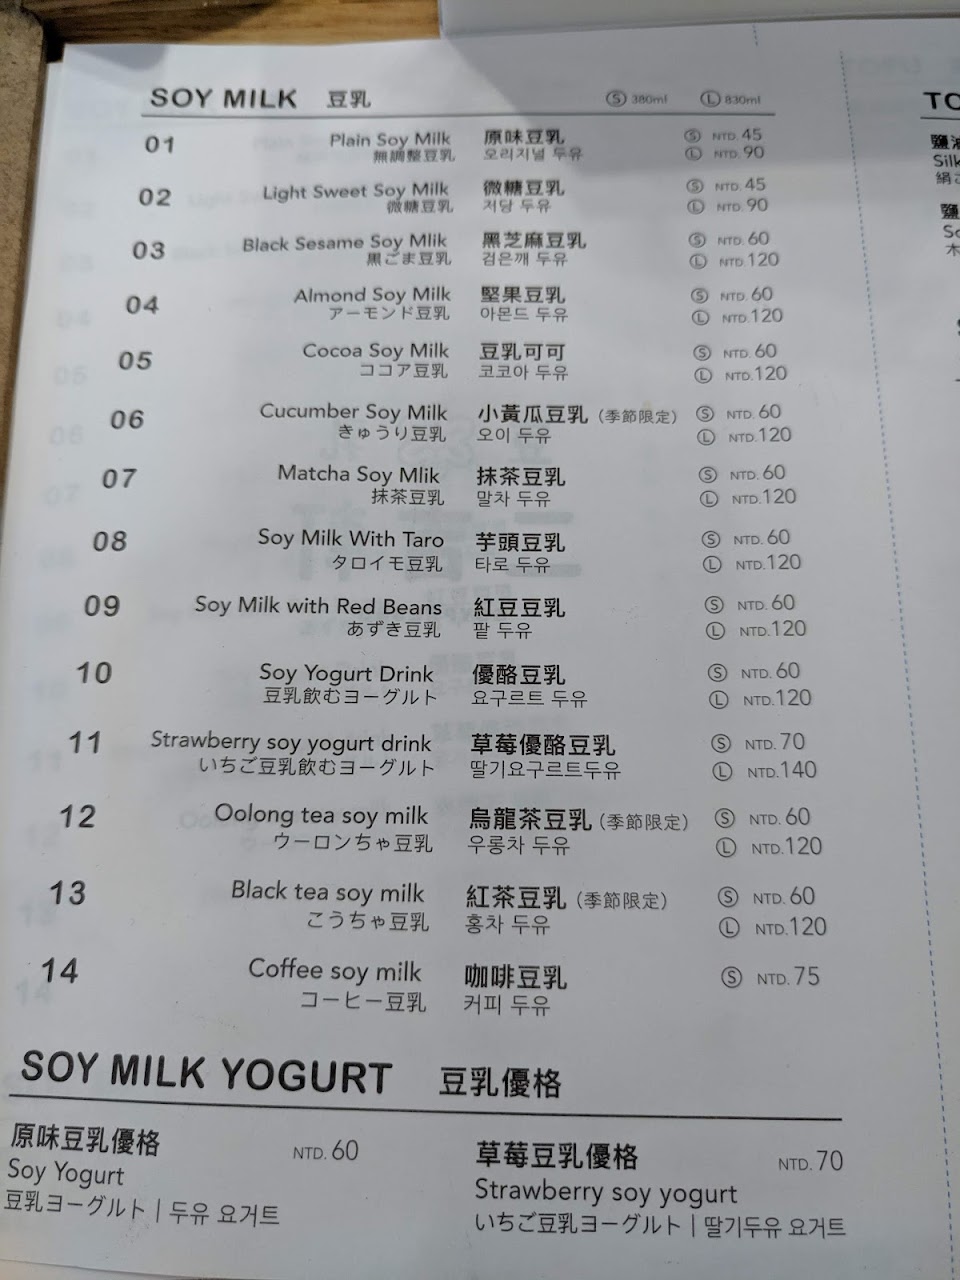 SOY MILK 豆乳 Ⓢ 380ml Ⓛ 830ml
01 Plain Soy Milk 原味豆乳 Ⓢ NTD. 45
無調整豆乳 오리지널 두유 Ⓛ NTD. 90
02 Light Sweet Soy Milk 微糖豆乳 Ⓢ NTD. 45
微糖豆乳 저당 두유 Ⓛ NTD. 90
03 Black Sesame Soy Mlik 黑芝麻豆乳 Ⓢ NTD. 60
黒ごま豆乳 검은깨 두유 Ⓛ NTD. 120
04 Almond Soy Milk 堅果豆乳 Ⓢ NTD. 60
アーモンド豆乳 아몬드 두유 Ⓛ NTD. 120
05 Cocoa Soy Milk 豆乳可可 Ⓢ NTD. 60
ココア豆乳 코코아 두유 Ⓛ NTD. 120
06 Cucumber Soy Milk 小黃瓜豆乳（季節限定） Ⓢ NTD. 60
きゅうり豆乳 오이 두유 Ⓛ NTD. 120
07 Matcha Soy Mlik 抹茶豆乳 Ⓢ NTD. 60
抹茶豆乳 말차 두유 Ⓛ NTD. 120
08 Soy Milk With Taro 芋頭豆乳 Ⓢ NTD. 60
タロイモ豆乳 타로 두유 Ⓛ NTD. 120
09 Soy Milk with Red Beans 紅豆豆乳 Ⓢ NTD. 60
あずき豆乳 팥 두유 Ⓛ NTD. 120
10 Soy Yogurt Drink 優酪豆乳 Ⓢ NTD. 60
豆乳飲むヨーグルト 요구르트 두유 Ⓛ NTD. 120
11 Strawberry soy yogurt drink 草莓優酪豆乳 Ⓢ NTD. 70
いちご豆乳飲むヨーグルト 딸기요구르트두유 Ⓛ NTD. 140
12 Oolong tea soy milk 烏龍茶豆乳（季節限定） Ⓢ NTD. 60
ウーロンちゃ豆乳 우롱차 두유 Ⓛ NTD. 120
13 Black tea soy milk 紅茶豆乳（季節限定） Ⓢ NTD. 60
こうちゃ豆乳 홍차 두유 Ⓛ NTD. 120
14 Coffee soy milk 咖啡豆乳 Ⓢ NTD. 75
コーヒー豆乳 커피 두유
SOY MILK YOGURT 豆乳優格
原味豆乳優格 NTD. 60
Soy Yogurt
豆乳ヨーグルト | 두유 요거트
草莓豆乳優格 NTD. 70
Strawberry soy yogurt
いちご豆乳ヨーグルト | 딸기두유 요거트
TO
鹽
Silk
絹ご
鹽
So
木